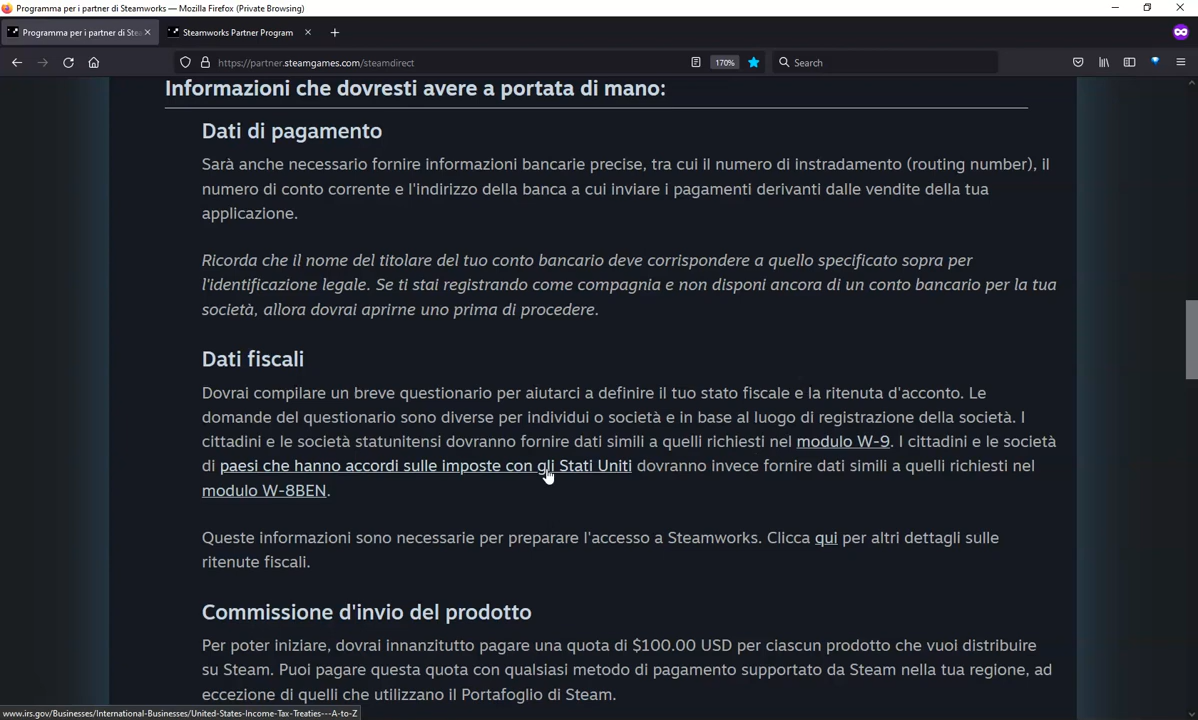 Programma per i partner di Steamworks — Mozilla Firefox (Private Browsing)
Programma per i partner di Stea
Steamworks Partner Program
https://partner.steamgames.com/steamdirect
170%
Search
Informazioni che dovresti avere a portata di mano:
Dati di pagamento
Sarà anche necessario fornire informazioni bancarie precise, tra cui il numero di instradamento (routing number), il
numero di conto corrente e l'indirizzo della banca a cui inviare i pagamenti derivanti dalle vendite della tua
applicazione.
Ricorda che il nome del titolare del tuo conto bancario deve corrispondere a quello specificato sopra per
l'identificazione legale. Se ti stai registrando come compagnia e non disponi ancora di un conto bancario per la tua
società, allora dovrai aprirne uno prima di procedere.
Dati fiscali
Dovrai compilare un breve questionario per aiutarci a definire il tuo stato fiscale e la ritenuta d'acconto. Le
domande del questionario sono diverse per individui o società e in base al luogo di registrazione della società. I
cittadini e le società statunitensi dovranno fornire dati simili a quelli richiesti nel modulo W-9. I cittadini e le società
di paesi che hanno accordi sulle imposte con gli Stati Uniti dovranno invece fornire dati simili a quelli richiesti nel
modulo W-8BEN.
Queste informazioni sono necessarie per preparare l'accesso a Steamworks. Clicca qui per altri dettagli sulle
ritenute fiscali.
Commissione d'invio del prodotto
Per poter iniziare, dovrai innanzitutto pagare una quota di $100.00 USD per ciascun prodotto che vuoi distribuire
su Steam. Puoi pagare questa quota con qualsiasi metodo di pagamento supportato da Steam nella tua regione, ad
eccezione di quelli che utilizzano il Portafoglio di Steam.
www.irs.gov/Businesses/International-Businesses/United-States-Income-Tax-Treaties---A-to-Z